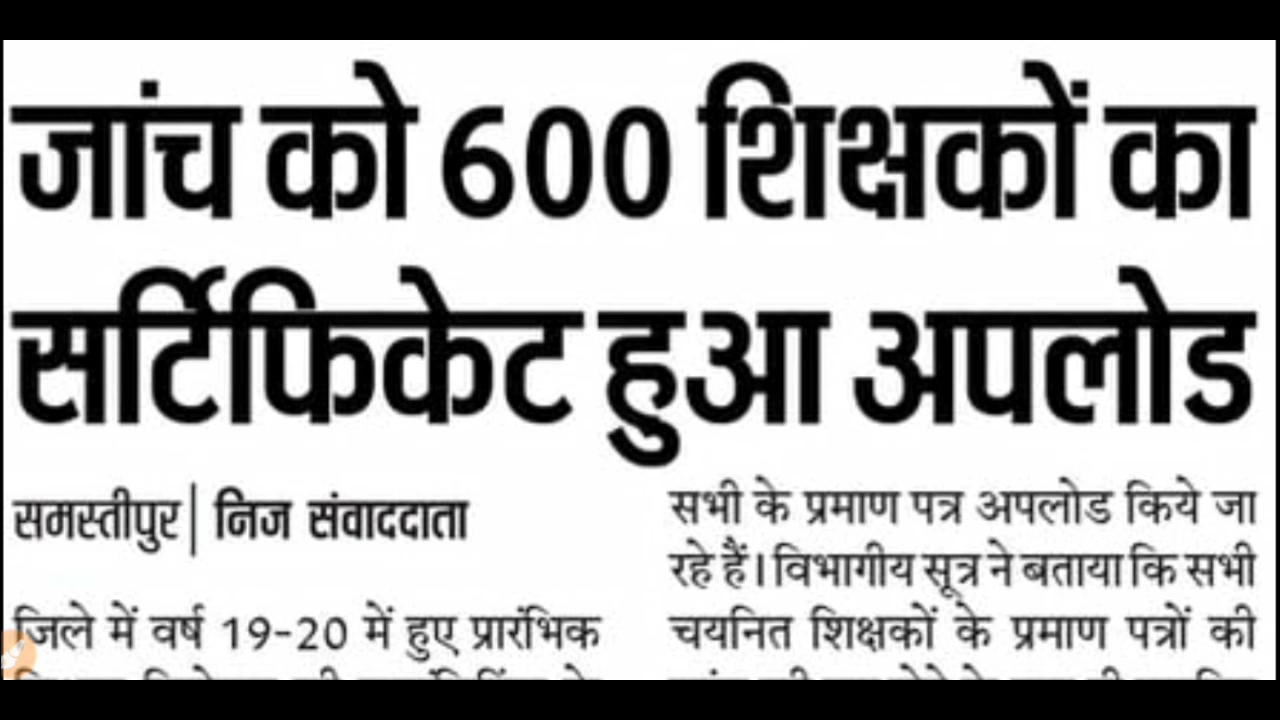 जांच को 600 शिक्षकों का
सर्टिफिकेट हुआ अपलोड
समस्तीपुर| निज संवाददाता
जिले में वर्ष 19-20 में हुए प्रारंभिक
सभी के प्रमाण पत्र अपलोड किये जा
रहे हैं। विभागीय सूत्र ने बताया कि सभी
चयनित शिक्षकों के प्रमाण पत्रों की